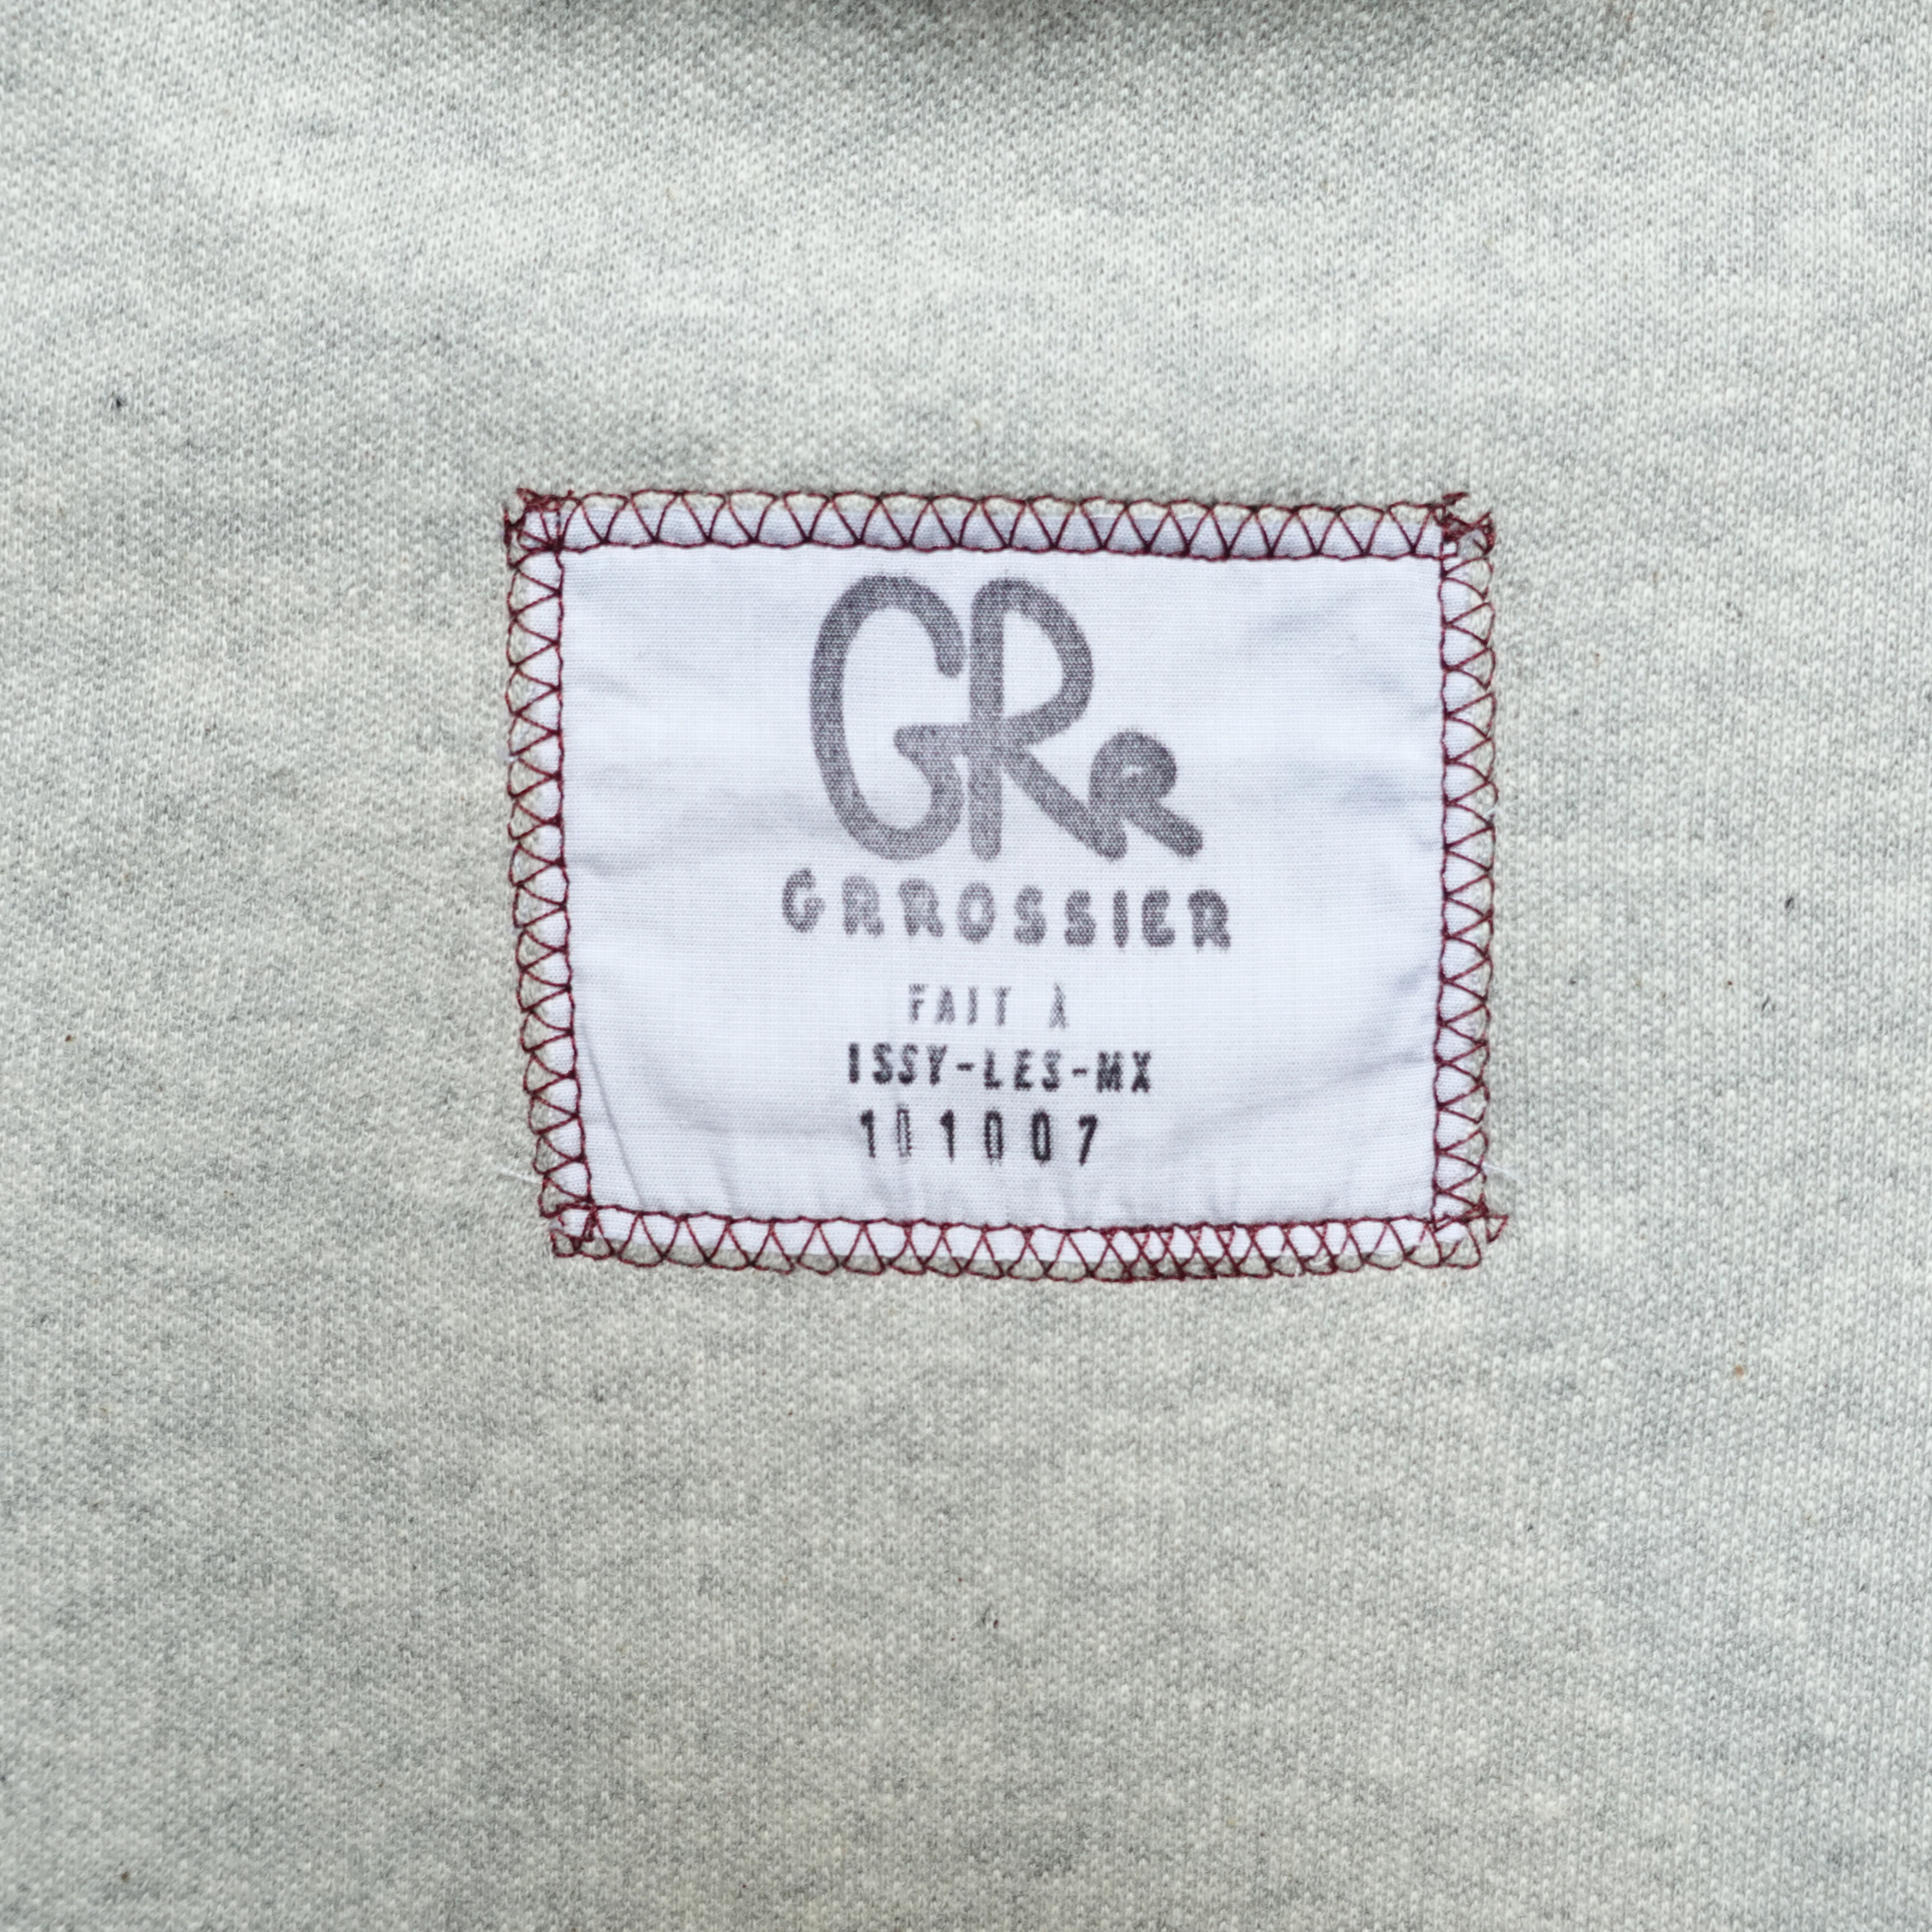 GRR
GRROSSIER
FAIT À
ISSY-LES-MX
101007